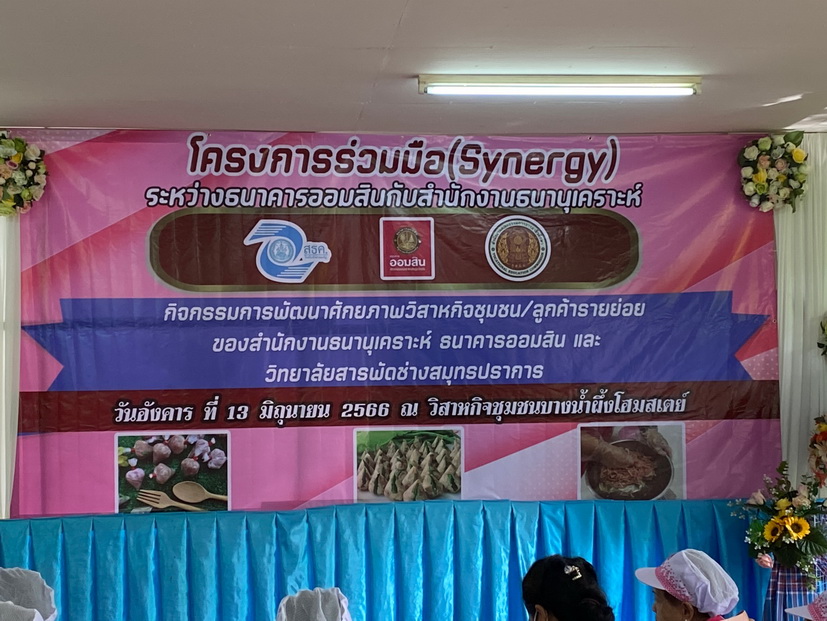 โครงการร่วมมือ(Synergy)
ระหว่างธนาคารออมสินกับสำนักงานธนานุเคราะห์
สธค.
ออมสิน
กิจกรรมการพัฒนาศักยภาพวิสาหกิจชุมชน/ลูกค้ารายย่อย
ของสำนักงานธนานุเคราะห์ ธนาคารออมสิน และ
วิทยาลัยสารพัดช่างสมุทรปราการ
วันอังคาร ที่ 13 มิถุนายน 2566 ณ วิสาหกิจชุมชนบางน้ำผึ้งโฮมสเตย์